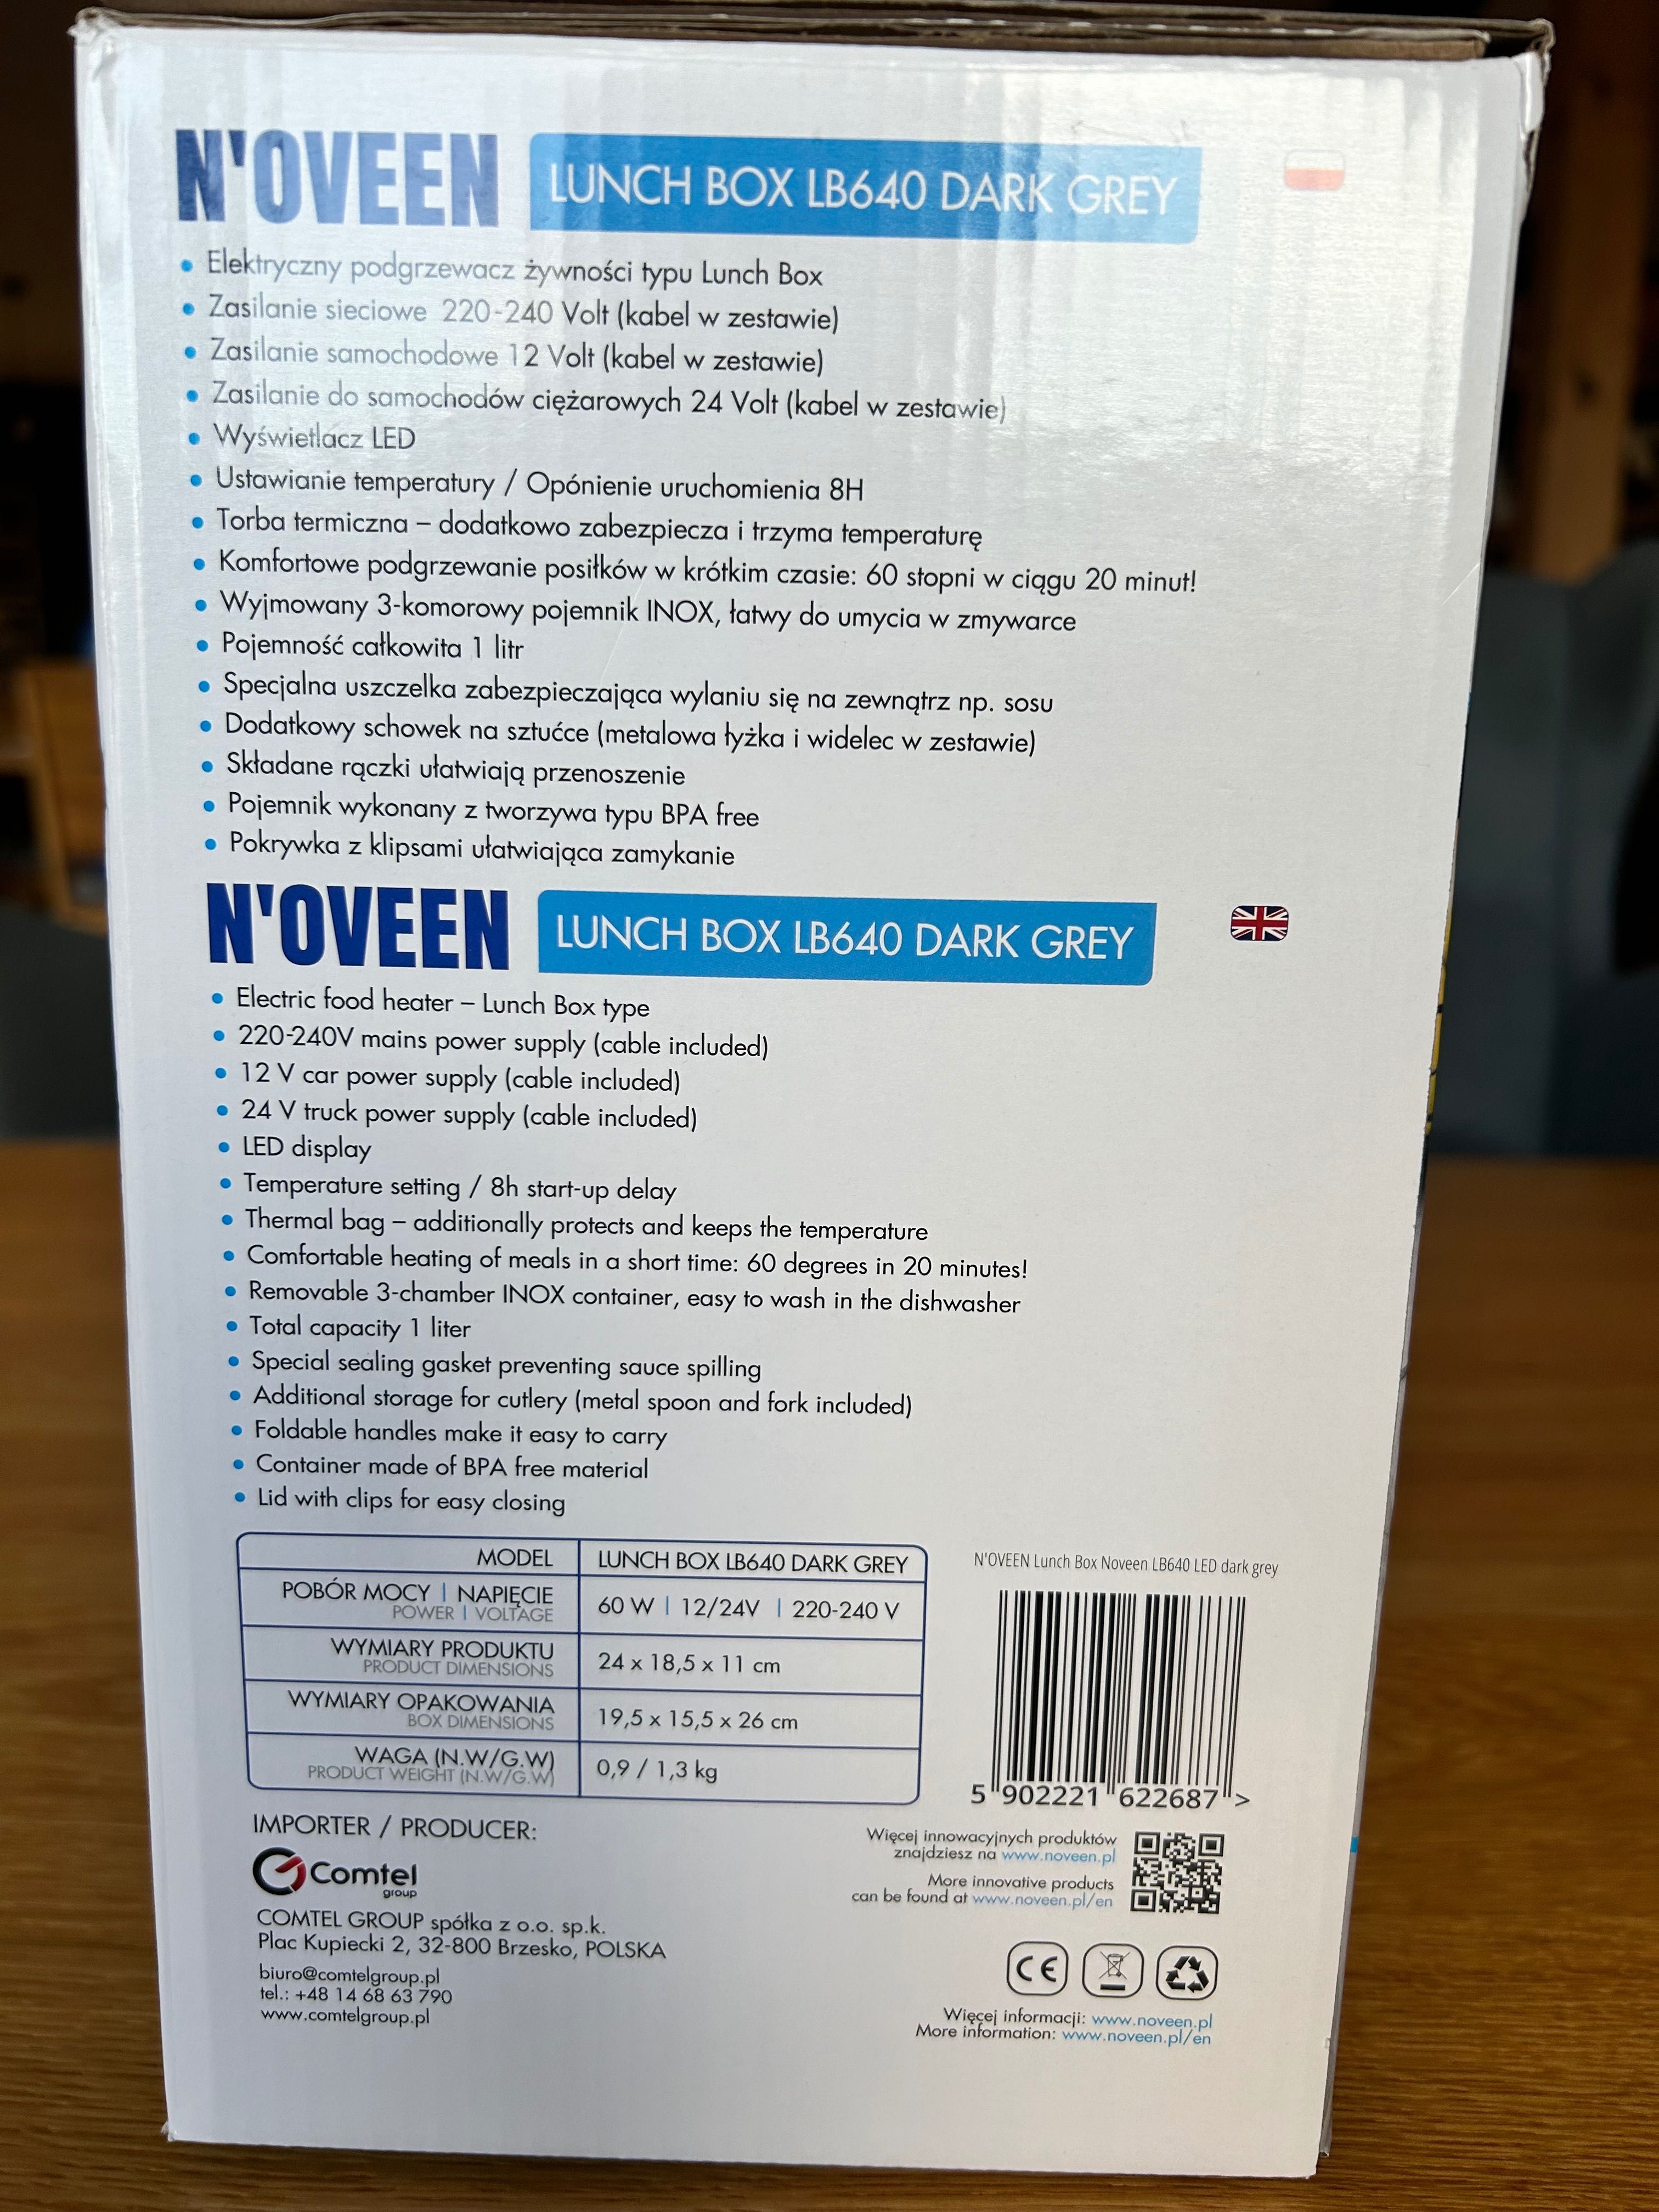 N'OVEEN LUNCH BOX LB640 DARK GREY
• Elektryczny podgrzewacz żywności typu Lunch Box
• Zasilanie sieciowe 220-240 Volt (kabel w zestawie)
• Zasilanie samochodowe 12 Volt (kabel w zestawie)
• Zasilanie do samochodów ciężarowych 24 Volt (kabel w zestawie)
• Wyświetlacz LED
• Ustawianie temperatury / Opónienie uruchomienia 8H
• Torba termiczna – dodatkowo zabezpiecza i trzyma temperaturę
• Komfortowe podgrzewanie posiłków w krótkim czasie: 60 stopni w ciągu 20 minut!
• Wyjmowany 3-komorowy pojemnik INOX, łatwy do umycia w zmywarce
• Pojemność całkowita 1 litr
• Specjalna uszczelka zabezpieczająca wylaniu się na zewnątrz np. sosu
• Dodatkowy schowek na sztućce (metalowa łyżka i widelec w zestawie)
• Składane rączki ułatwiają przenoszenie
• Pojemnik wykonany z tworzywa typu BPA free
• Pokrywka z klipsami ułatwiająca zamykanie
N'OVEEN LUNCH BOX LB640 DARK GREY
• Electric food heater – Lunch Box type
• 220-240V mains power supply (cable included)
• 12 V car power supply (cable included)
• 24 V truck power supply (cable included)
• LED display
• Temperature setting / 8h start-up delay
• Thermal bag – additionally protects and keeps the temperature
• Comfortable heating of meals in a short time: 60 degrees in 20 minutes!
• Removable 3-chamber INOX container, easy to wash in the dishwasher
• Total capacity 1 liter
• Special sealing gasket preventing sauce spilling
• Additional storage for cutlery (metal spoon and fork included)
• Foldable handles make it easy to carry
• Container made of BPA free material
• Lid with clips for easy closing
MODEL LUNCH BOX LB640 DARK GREY
POBÓR MOCY | NAPIĘCIE
POWER | VOLTAGE
60 W | 12/24V | 220-240 V
WYMIARY PRODUKTU
PRODUCT DIMENSIONS
24 x 18,5 x 11 cm
WYMIARY OPAKOWANIA
BOX DIMENSIONS
19,5 x 15,5 x 26 cm
WAGA (N.W/G.W)
PRODUCT WEIGHT (N.W/G.W)
0,9 / 1,3 kg
N'OVEEN Lunch Box Noveen LB640 LED dark grey
5 902221 622687 >
IMPORTER / PRODUCER:
Comtel
group
COMTEL GROUP spółka z o.o. sp.k.
Plac Kupiecki 2, 32-800 Brzesko, POLSKA
biuro@comtelgroup.pl
tel.: +48 14 68 63 790
www.comtelgroup.pl
Więcej innowacyjnych produktów
znajdziesz na www.noveen.pl
More innovative products
can be found at www.noveen.pl/en
CE
Więcej informacji: www.noveen.pl
More information: www.noveen.pl/en